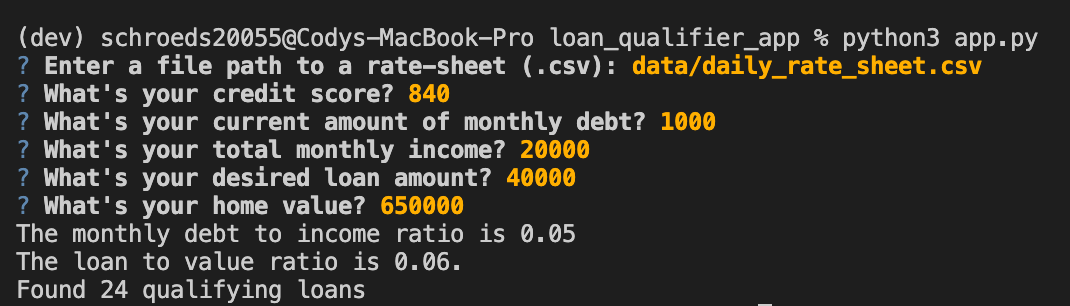 (dev) schroeds20055@Codys-MacBook-Pro loan_qualifier_app % python3 app.py
? Enter a file path to a rate-sheet (.csv): data/daily_rate_sheet.csv
? What's your credit score? 840
? What's your current amount of monthly debt? 1000
? What's your total monthly income? 20000
? What's your desired loan amount? 40000
? What's your home value? 650000
The monthly debt to income ratio is 0.05
The loan to value ratio is 0.06.
Found 24 qualifying loans